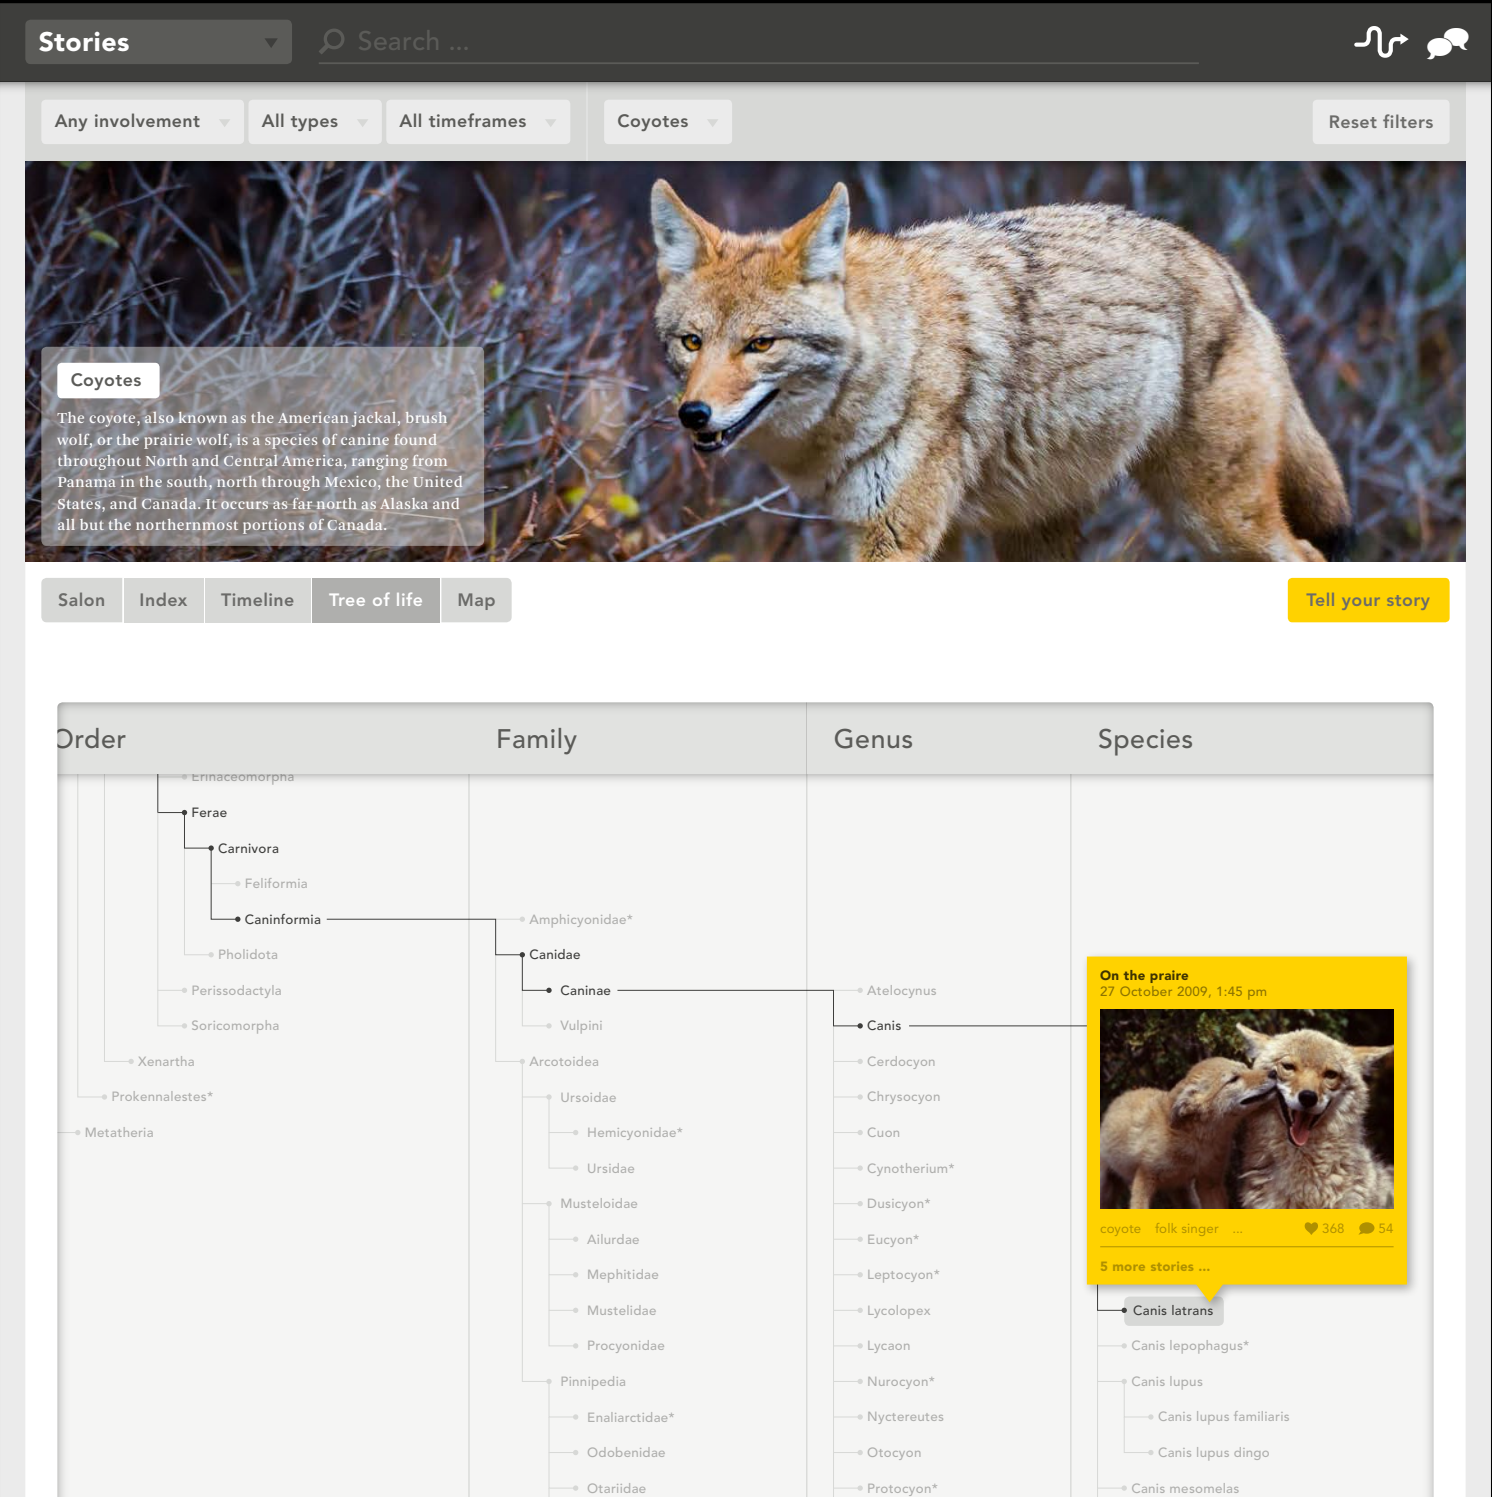 Stories
Search ...
Any involvement
All types
All timeframes
Coyotes
Reset filters
Coyotes
The coyote, also known as the American jackal, brush
wolf, or the prairie wolf, is a species of canine found
throughout North and Central America, ranging from
Panama in the south, north through Mexico, the United
States, and Canada. It occurs as far north as Alaska and
all but the northernmost portions of Canada.
Salon
Index
Timeline
Tree of life
Map
Tell your story
Order
Family
Genus
Species
Erinaceomorpha
Ferae
Carnivora
Feliformia
Caninformia
Pholidota
Perissodactyla
Soricomorpha
Xenartha
Prokennalestes*
Metatheria
Amphicyonidae*
Canidae
Caninae
Vulpini
Arcotoidea
Ursoidae
Hemicyonidae*
Ursidae
Musteloidae
Ailurdae
Mephitidae
Mustelidae
Procyonidae
Pinnipedia
Enaliarctidae*
Odobenidae
Otariidae
Atelocynus
Canis
Cerdocyon
Chrysocyon
Cuon
Cynotherium*
Dusicyon*
Eucyon*
Leptocyon*
Lycolopex
Lycaon
Nurocyon*
Nyctereutes
Otocyon
Protocyon*
On the praire
27 October 2009, 1:45 pm
coyote folk singer ... 368 54
5 more stories ...
Canis latrans
Canis lepophagus*
Canis lupus
Canis lupus familiaris
Canis lupus dingo
Canis mesomelas